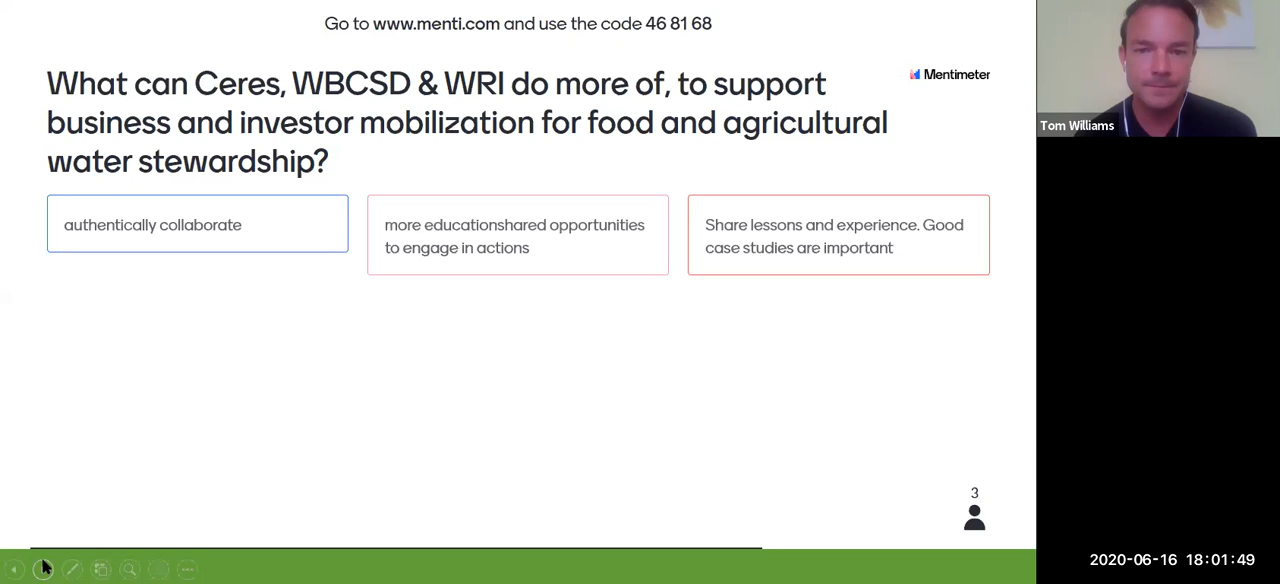 Go to www.menti.com and use the code 46 81 68
What can Ceres, WBCSD & WRI do more of, to support
business and investor mobilization for food and agricultural
water stewardship?
Mentimeter
authentically collaborate
more educationshared opportunities
to engage in actions
Share lessons and experience. Good
case studies are important
3
Tom Williams
2020-06-16 18:01:49